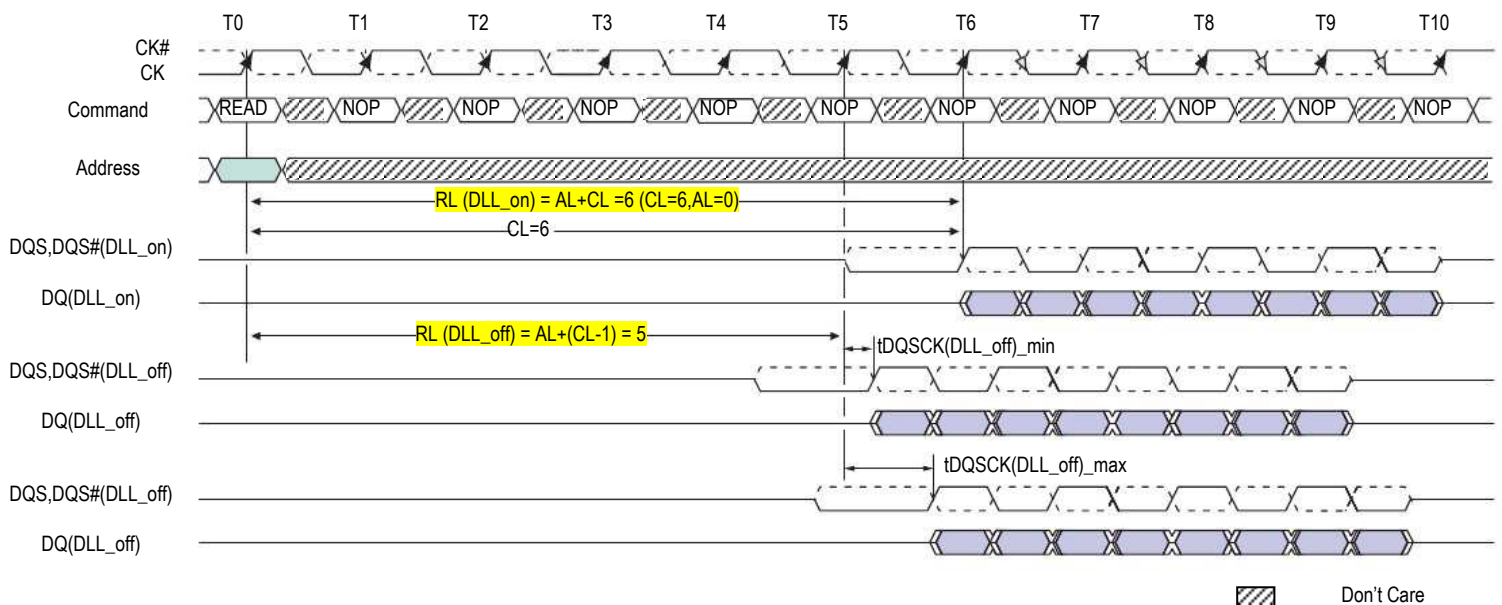 T0 T1 T2 T3 T4 T5 T6 T7 T8 T9 T10
CK#
CK
Command READ NOP NOP NOP NOP NOP NOP NOP NOP NOP NOP
Address
RL (DLL_on) = AL+CL =6 (CL=6,AL=0)
CL=6
DQS,DQS#(DLL_on)
DQ(DLL_on)
RL (DLL_off) = AL+(CL-1) = 5
tDQSCK(DLL_off)_min
DQS,DQS#(DLL_off)
DQ(DLL_off)
tDQSCK(DLL_off)_max
DQS,DQS#(DLL_off)
DQ(DLL_off)
Don't Care